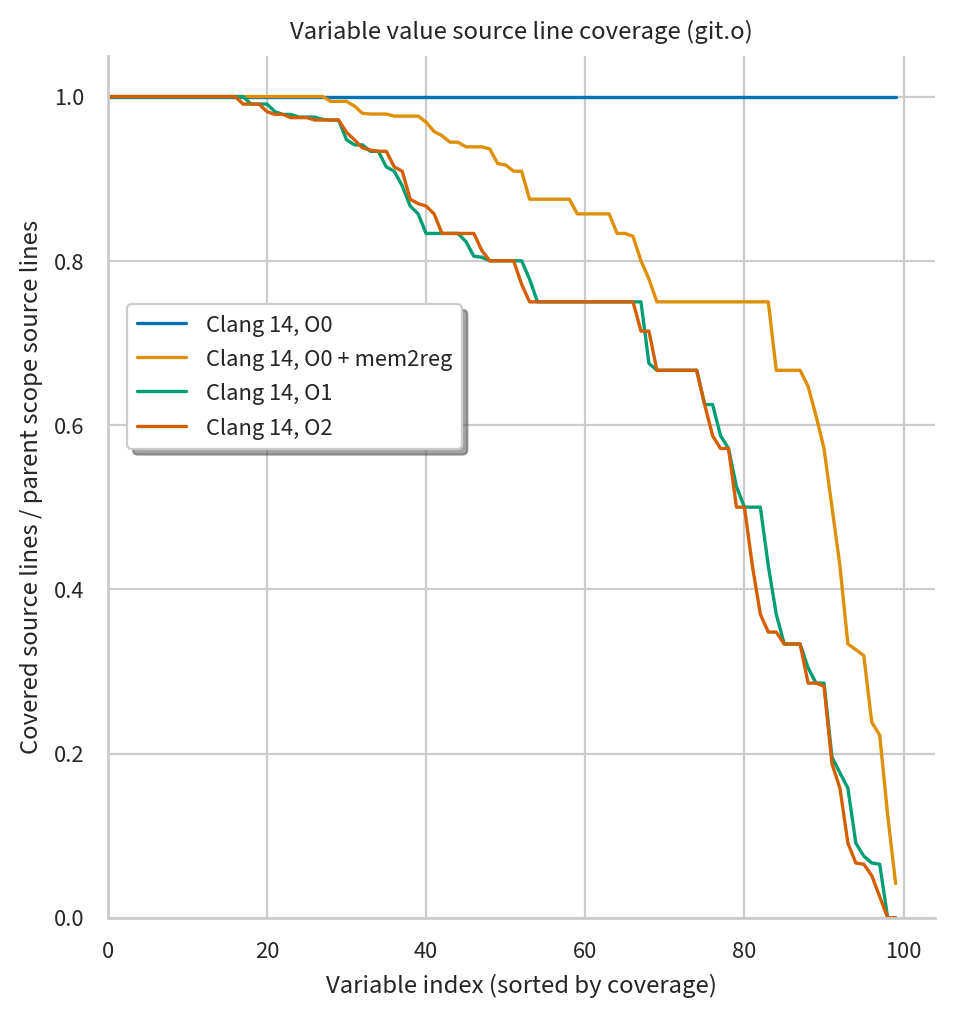 Variable value source line coverage (git.o)
Covered source lines / parent scope source lines
1.0
0.8
0.6
0.4
0.2
0.0
Clang 14, O0
Clang 14, O0 + mem2reg
Clang 14, O1
Clang 14, O2
0 20 40 60 80 100
Variable index (sorted by coverage)